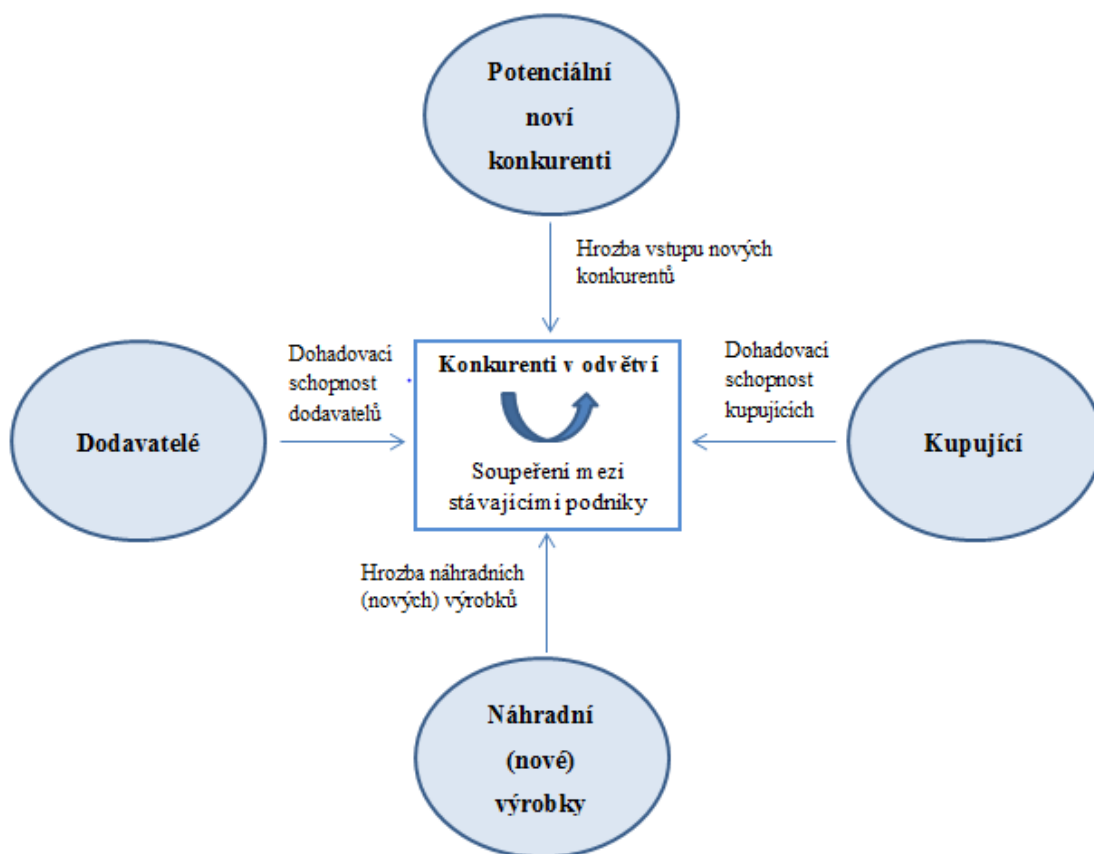 Potenciální
noví
konkurenti
Hrozba vstupu nových
konkurentů
Dohadovací
schopnost
dodavatelů
Konkurenti v odvětví
Dohadovací
schopnost
kupujících
Dodavatelé
Soupeření mezi
stávajícími podniky
Kupující
Hrozba náhradních
(nových) výrobků
Náhradní
(nové)
výrobky